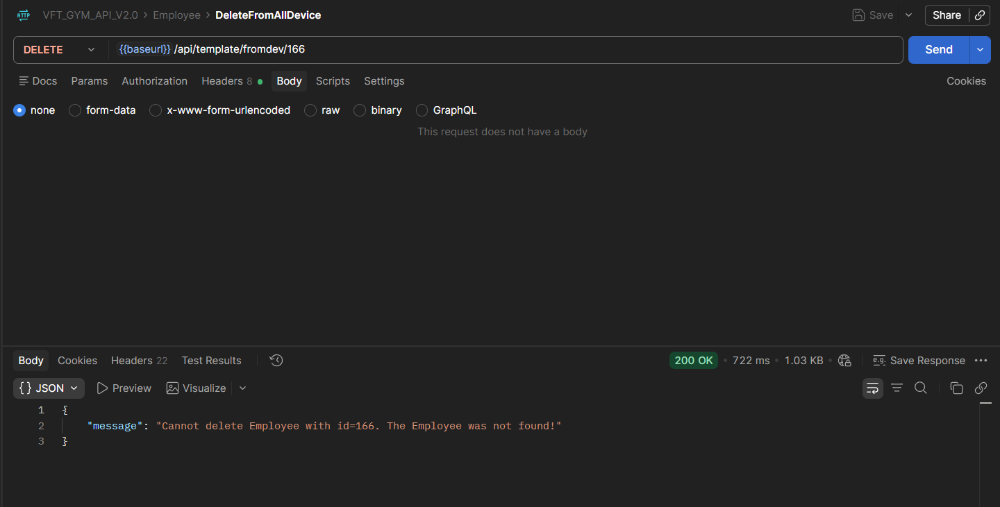 HTTP VFT_GYM_API_V2.0 > Employee > DeleteFromAllDevice Save Share
DELETE {{baseurl}} /api/template/fromdev/166 Send
Docs Params Authorization Headers 8 Body Scripts Settings Cookies
none form-data x-www-form-urlencoded raw binary GraphQL
This request does not have a body
Body Cookies Headers 22 Test Results 200 OK • 722 ms • 1.03 KB • e.g. Save Response
{} JSON Preview Visualize
1 {
2 "message": "Cannot delete Employee with id=166. The Employee was not found!"
3 }